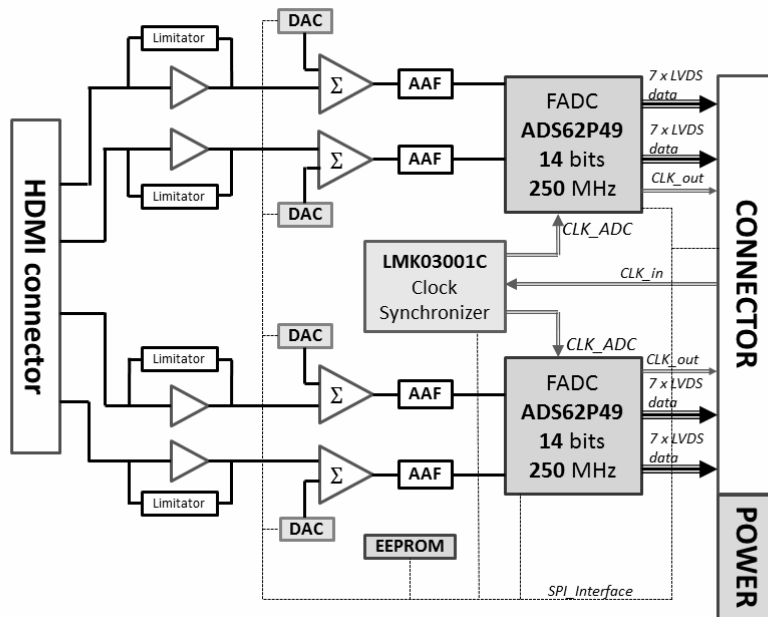 HDMI connector
Limitator
Limitator
Limitator
Limitator
DAC
DAC
DAC
DAC
Σ
Σ
Σ
Σ
AAF
AAF
AAF
AAF
FADC
ADS62P49
14 bits
250 MHz
7 x LVDS
data
7 x LVDS
data
CLK_out
CLK_ADC
LMK03001C
Clock
Synchronizer
CLK_in
CLK_ADC
FADC
ADS62P49
14 bits
250 MHz
CLK_out
7 x LVDS
data
7 x LVDS
data
EEPROM
SPI_Interface
CONNECTOR
POWER